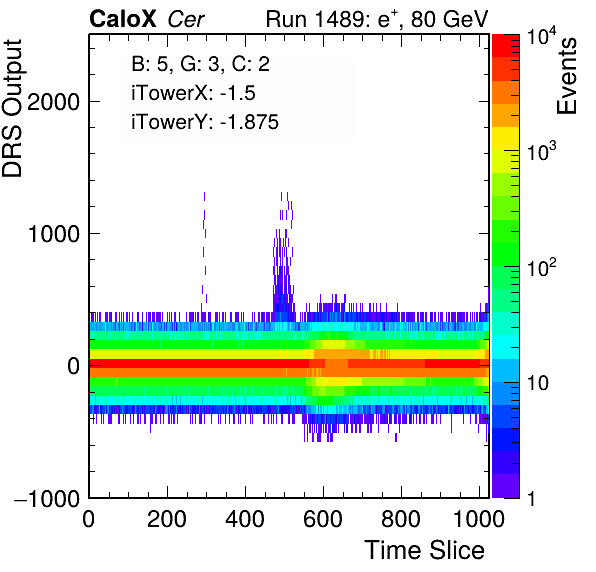 CaloX Cer
Run 1489: e+, 80 GeV
B: 5, G: 3, C: 2
iTowerX: -1.5
iTowerY: -1.875
DRS Output
2000
1000
0
−1000
0 200 400 600 800 1000
Time Slice
Events
10^4
10^3
10^2
10
1